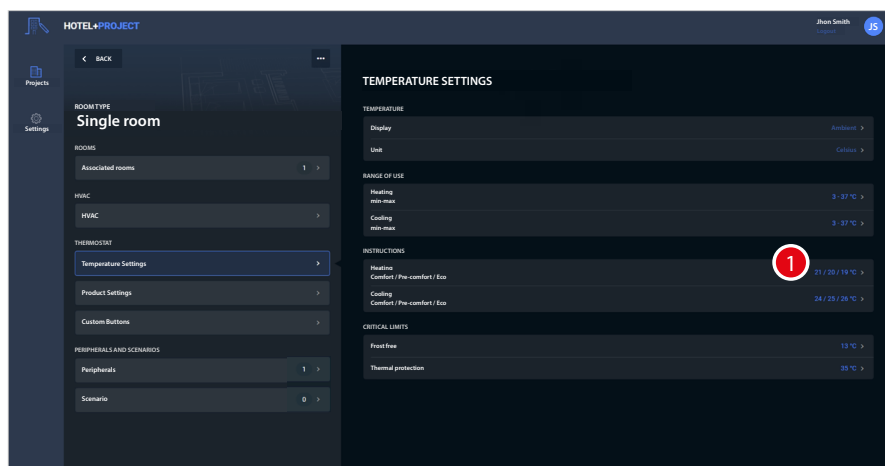 HOTEL+PROJECT
Jhon Smith
Logout
JS
BACK
Projects
Settings
ROOM TYPE
Single room
ROOMS
Associated rooms 1
HVAC
HVAC
THERMOSTAT
Temperature Settings
Product Settings
Custom Buttons
PERIPHERALS AND SCENARIOS
Peripherals 1
Scenario 0
TEMPERATURE SETTINGS
TEMPERATURE
Display Ambient
Unit Celsius
RANGE OF USE
Heating
min-max
3 - 37 °C
Cooling
min-max
3 - 37 °C
INSTRUCTIONS
Heating
Comfort / Pre-comfort / Eco
1
21 / 20 / 19 °C
Cooling
Comfort / Pre-comfort / Eco
24 / 25 / 26 °C
CRITICAL LIMITS
Frost free 13 °C
Thermal protection 35 °C